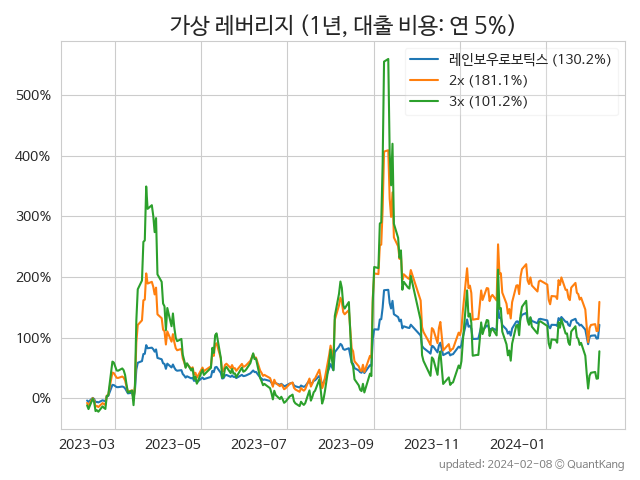 가상 레버리지 (1년, 대출 비용: 연 5%)
레인보우로보틱스 (130.2%)
2x (181.1%)
3x (101.2%)
500%
400%
300%
200%
100%
0%
2023-03 2023-05 2023-07 2023-09 2023-11 2024-01
updated: 2024-02-08 © QuantKang